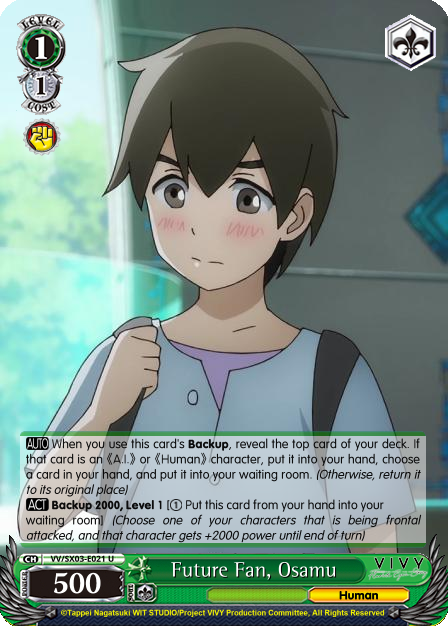 LEVEL
1
1
COST
AUTO When you use this card's Backup, reveal the top card of your deck. If
that card is an 《A.I.》 or 《Human》 character, put it into your hand, choose
a card in your hand, and put it into your waiting room. (Otherwise, return it
to its original place)
ACT Backup 2000, Level 1 [① Put this card from your hand into your
waiting room] (Choose one of your characters that is being frontal
attacked, and that character gets +2000 power until end of turn)
CH VV/SX03-E021 U
POWER 500 SOUL Future Fan, Osamu
VIVY
Human
©Tappei Nagatsuki WIT STUDIO/Project VIVY Production Committee, All Rights Reserved